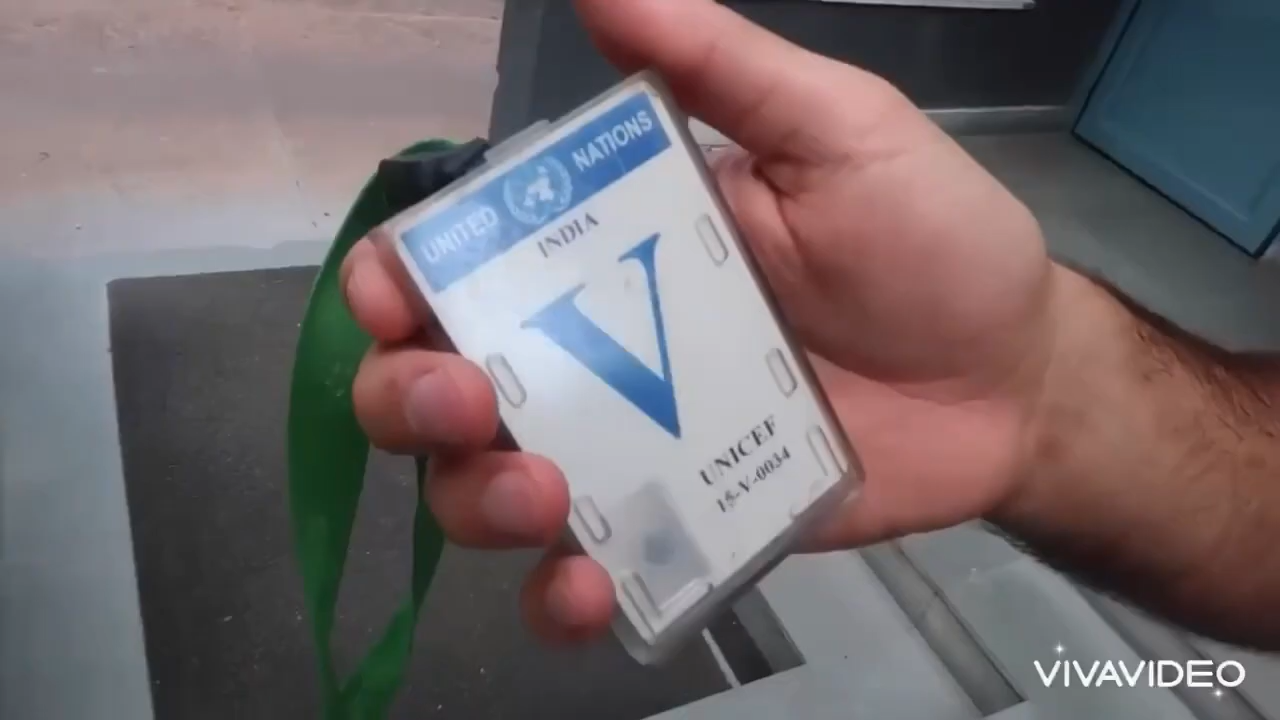 UNITED NATIONS
INDIA
V
UNICEF
15-V-0034
VIVAVIDEO